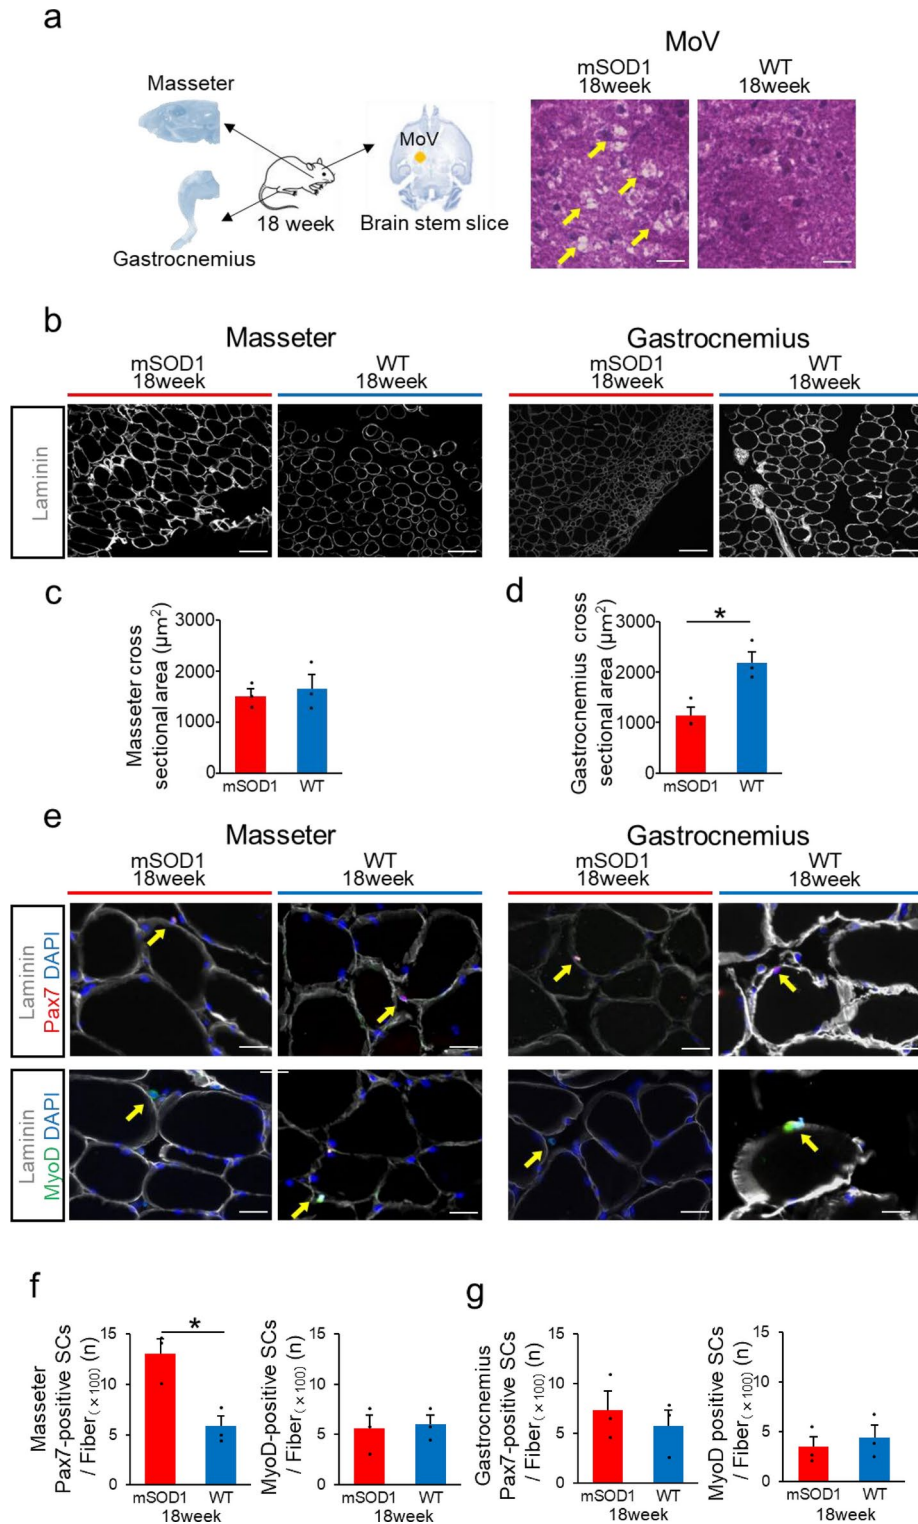 a
MoV
mSOD1
18week
WT
18week
Masseter
MoV
18 week
Brain stem slice
Gastrocnemius
b
Masseter
Gastrocnemius
mSOD1
18week
WT
18week
mSOD1
18week
WT
18week
Laminin
c
Masseter cross
sectional area (μm²)
3000
2000
1000
0
mSOD1
WT
d
Gastrocnemius cross
sectional area (μm²)
3000
2000
1000
0
*
mSOD1
WT
e
Masseter
Gastrocnemius
mSOD1
18week
WT
18week
mSOD1
18week
WT
18week
Laminin
Pax7 DAPI
Laminin
MyoD DAPI
f
Masseter
Pax7-positive SCs
/ Fiber(×100) (n)
15
10
5
0
*
mSOD1
WT
MyoD-positive SCs
/ Fiber(×100) (n)
15
10
5
0
mSOD1
WT
18week
18week
g
Gastrocnemius
Pax7-positive SCs
/ Fiber(×100) (n)
15
10
5
0
mSOD1
WT
MyoD positive SCs
/ Fiber(×100) (n)
15
10
5
0
mSOD1
WT
18week
18week